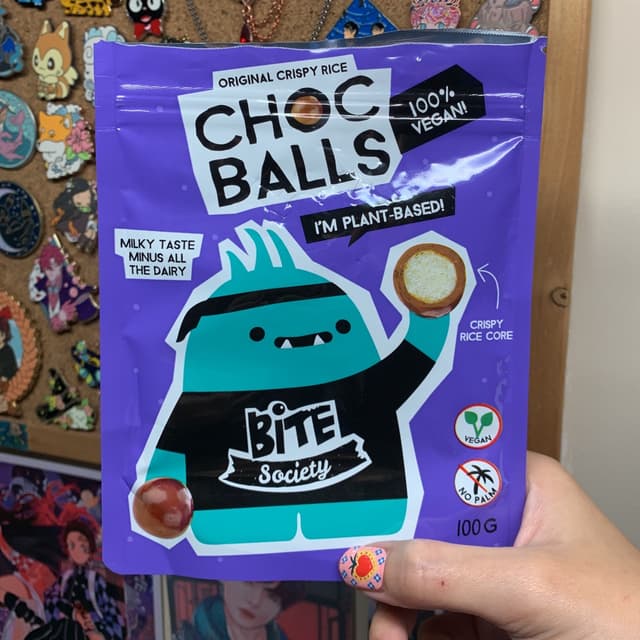 ORIGINAL CRISPY RICE
CHOC
BALLS
100%
VEGAN!
I'M PLANT-BASED!
MILKY TASTE
MINUS ALL
THE DAIRY
CRISPY
RICE CORE
BiTE
Society
VEGAN
NO PALM
100G